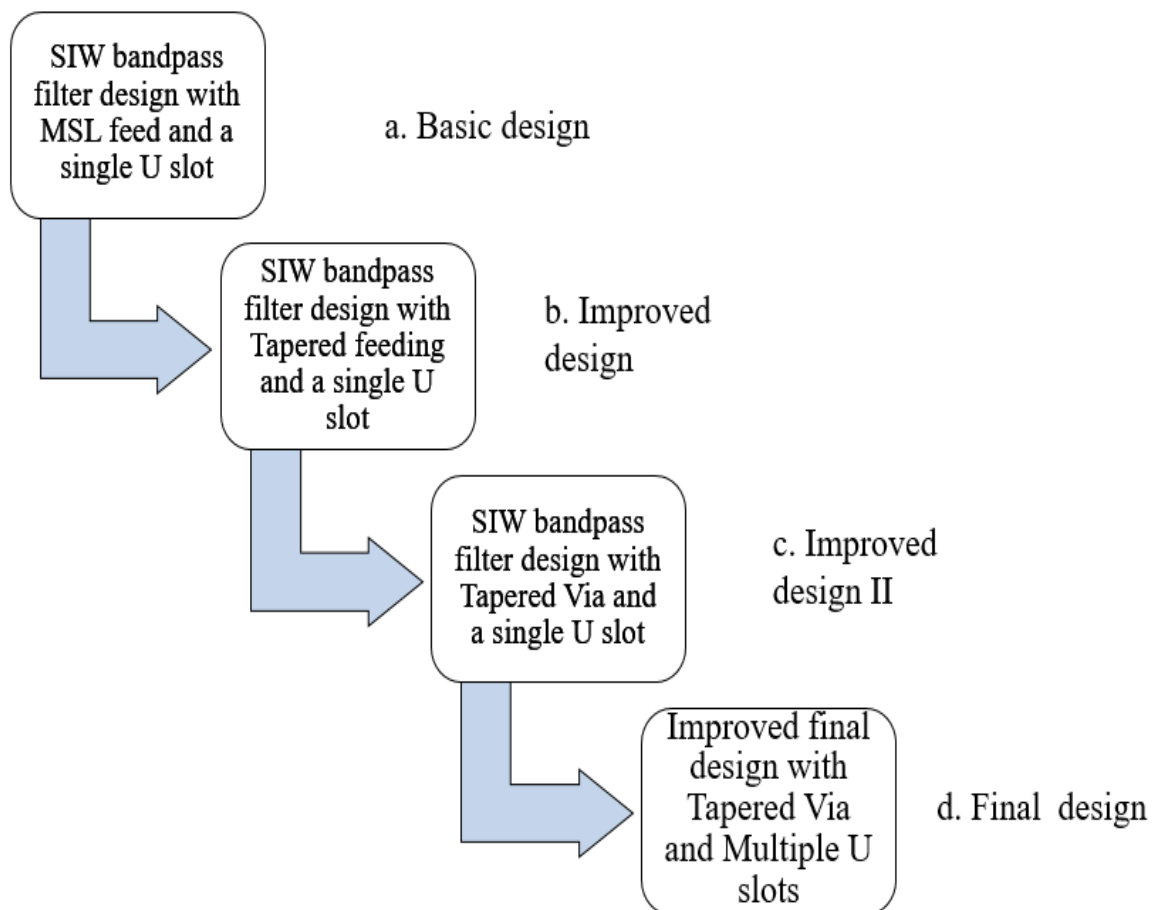 SIW bandpass
filter design with
MSL feed and a
single U slot
a. Basic design
SIW bandpass
filter design with
Tapered feeding
and a single U
slot
b. Improved
design
SIW bandpass
filter design with
Tapered Via and
a single U slot
c. Improved
design II
Improved final
design with
Tapered Via
and Multiple U
slots
d. Final design